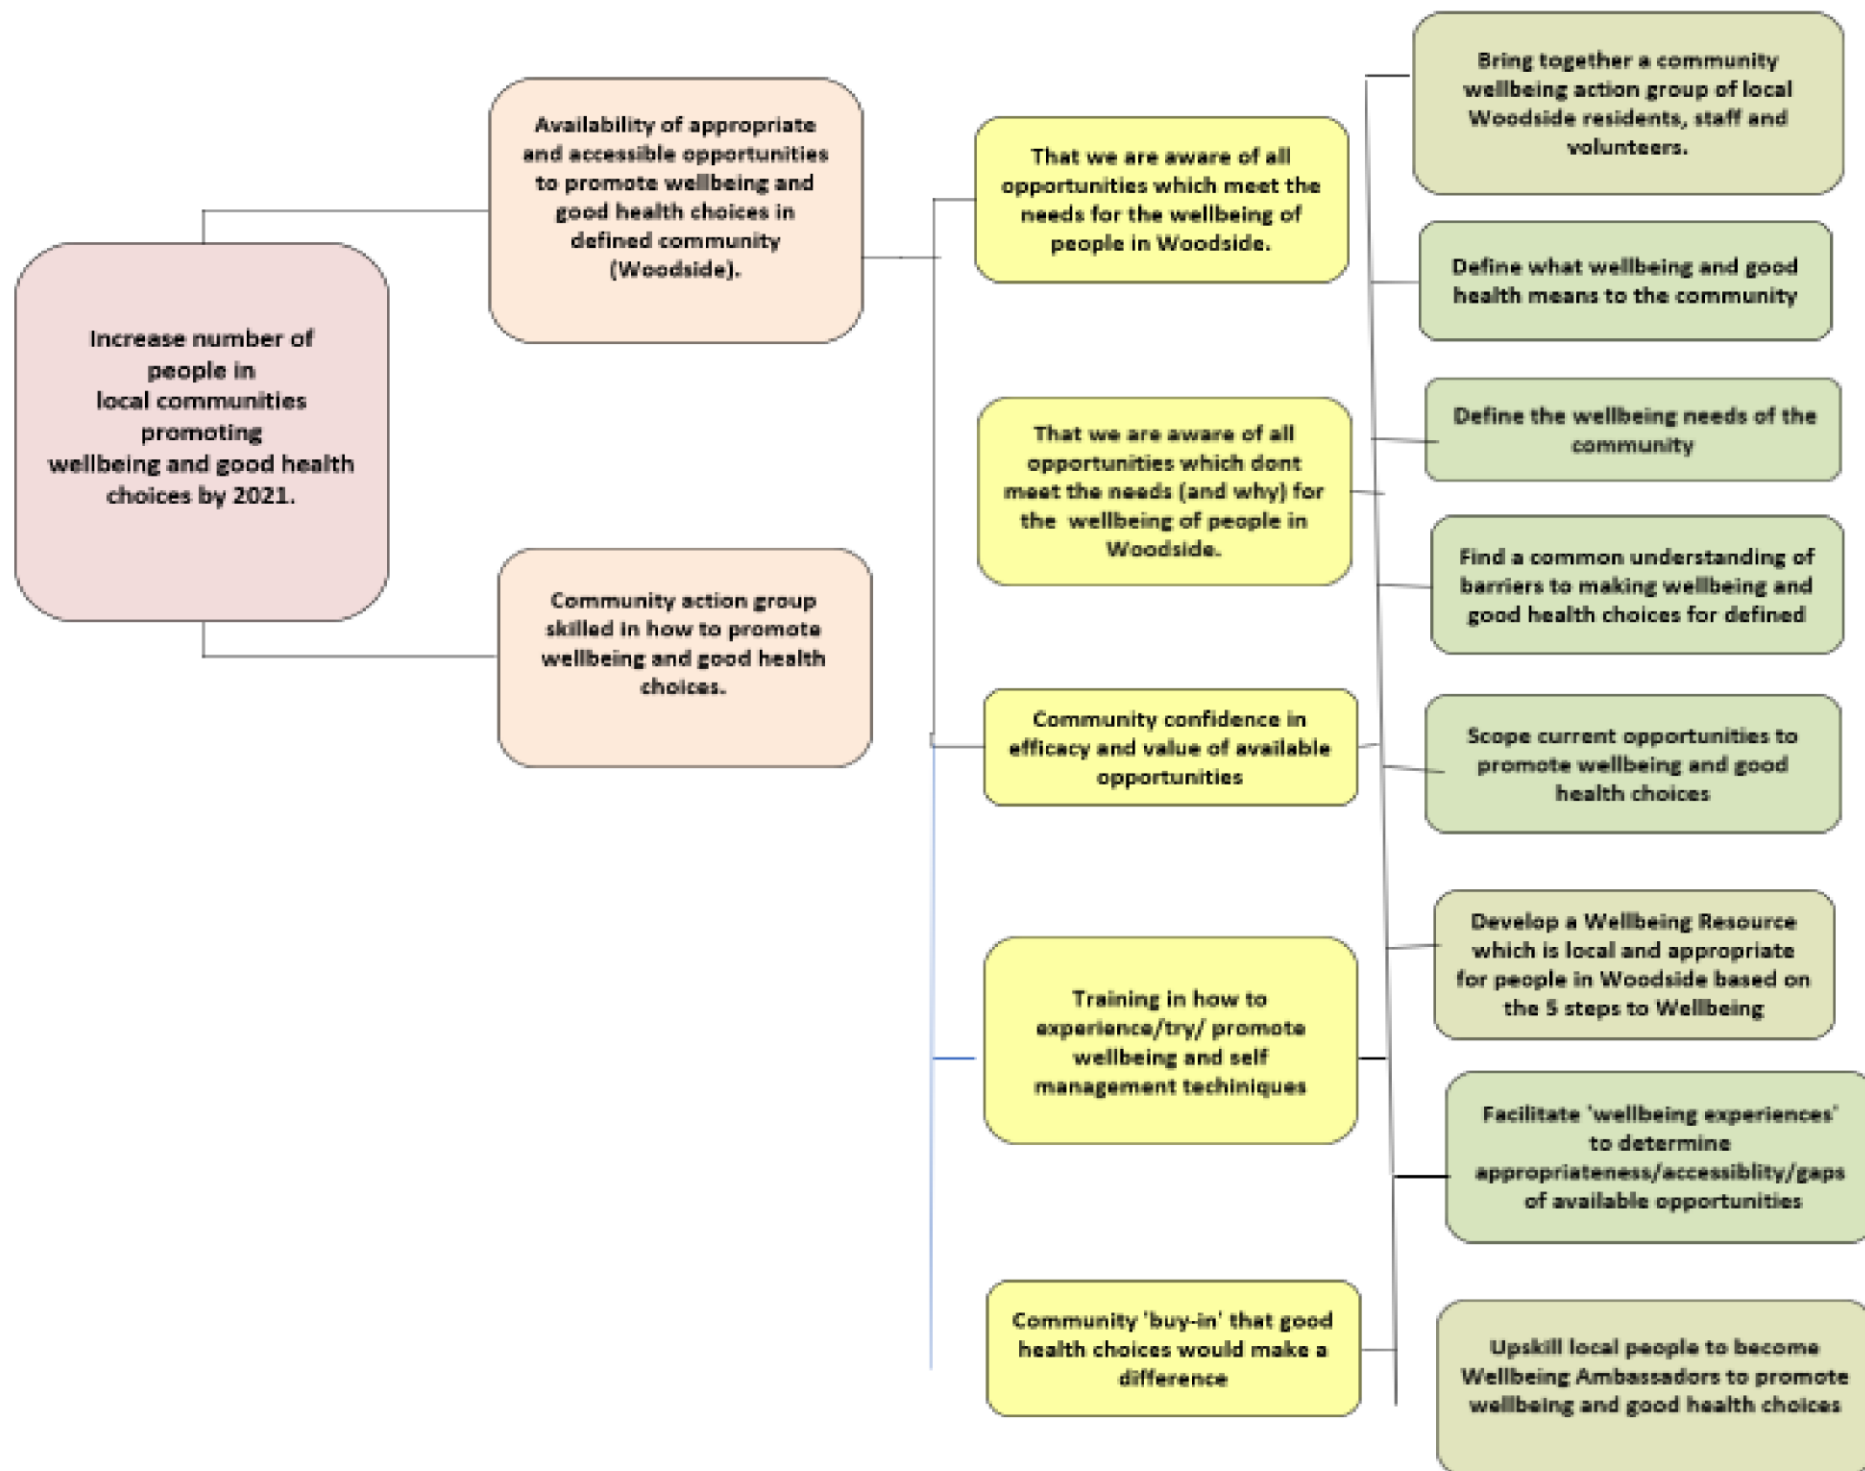 Increase number of
people in
local communities
promoting
wellbeing and good health
choices by 2021.
Availability of appropriate
and accessible opportunities
to promote wellbeing and
good health choices in
defined community
(Woodside).
Community action group
skilled in how to promote
wellbeing and good health
choices.
That we are aware of all
opportunities which meet the
needs for the wellbeing of
people in Woodside.
That we are aware of all
opportunities which dont
meet the needs (and why) for
the wellbeing of people in
Woodside.
Community confidence in
efficacy and value of available
opportunities
Training in how to
experience/try/ promote
wellbeing and self
management techiniques
Community 'buy-in' that good
health choices would make a
difference
Bring together a community
wellbeing action group of local
Woodside residents, staff and
volunteers.
Define what wellbeing and good
health means to the community
Define the wellbeing needs of the
community
Find a common understanding of
barriers to making wellbeing and
good health choices for defined
Scope current opportunities to
promote wellbeing and good
health choices
Develop a Wellbeing Resource
which is local and appropriate
for people in Woodside based on
the 5 steps to Wellbeing
Facilitate 'wellbeing experiences'
to determine
appropriateness/accessiblity/gaps
of available opportunities
Upskill local people to become
Wellbeing Ambassadors to promote
wellbeing and good health choices